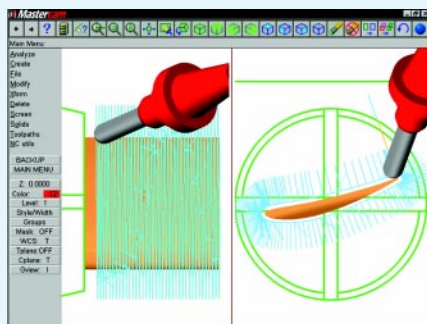 Mastercam
Main Menu:
Analyze
Create
File
Modify
Xform
Delete
Screen
Solids
Toolpaths
NC utils
BACKUP
MAIN MENU
Z: 0.0000
Color: 12
Level: 1
Style/Width
Groups
Mask: OFF
WCS: T
Tplane:OFF
Cplane: T
Gview: I